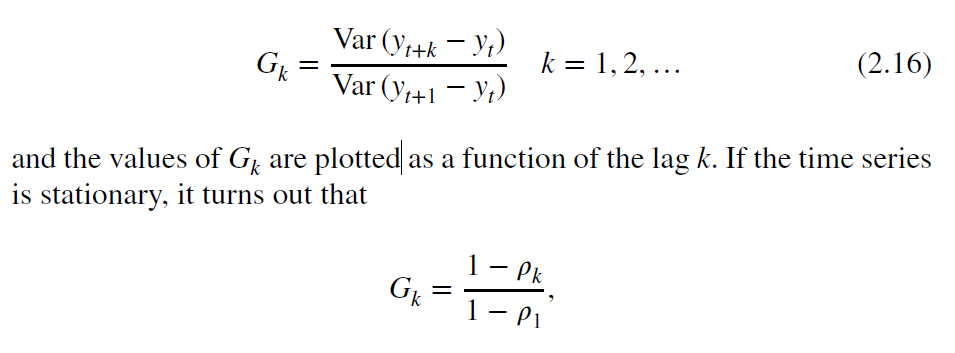 G_k = \frac{Var (y_{t+k} − y_t)}{Var (y_{t+1} − y_t)} k = 1, 2, … (2.16)
and the values of G_k are plotted as a function of the lag k. If the time series
is stationary, it turns out that
G_k = \frac{1 − ρ_k}{1 − ρ_1},